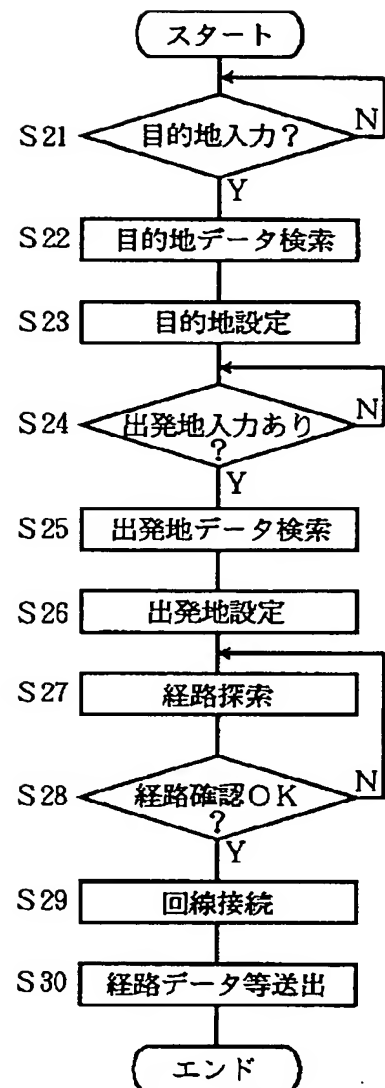 スタート
N
S21 目的地入力?
Y
S22 目的地データ検索
S23 目的地設定
N
S24 出発地入力あり
?
Y
S25 出発地データ検索
S26 出発地設定
S27 経路探索
N
S28 経路確認OK
?
Y
S29 回線接続
S30 経路データ等送出
エンド